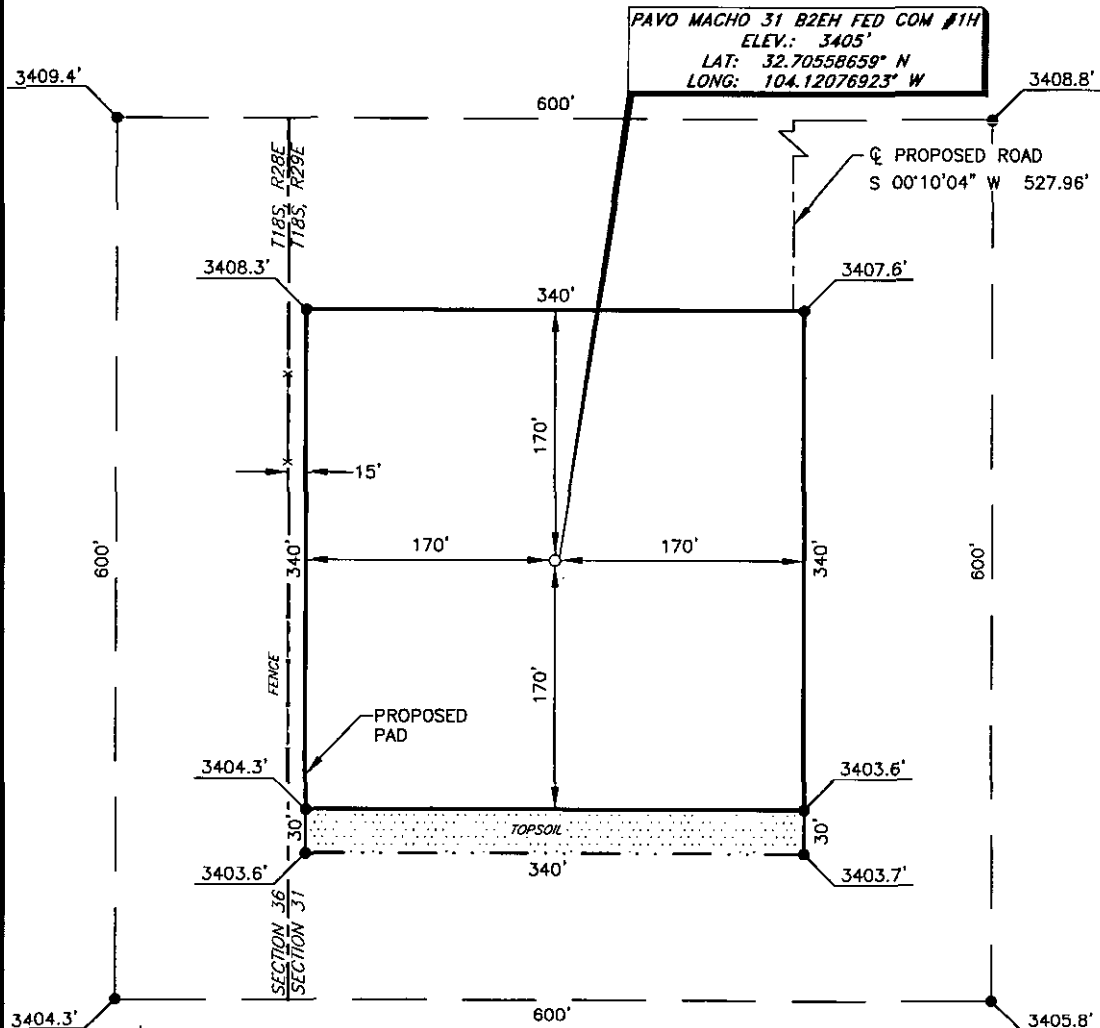 PAVO MACHO 31 B2EH FED COM #1H
ELEV.: 3405'
LAT: 32.70558659° N
LONG: 104.12076923° W
3409.4'
600'
3408.8'
T18S, R28E
T18S, R29E
℄ PROPOSED ROAD
S 00°10'04" W 527.96'
3408.3'
340'
3407.6'
170'
15'
600'
340'
170'
170'
340'
600'
170'
FENCE
PROPOSED
PAD
3404.3'
3403.6'
30'
TOPSOIL
30'
3403.6'
340'
3403.7'
SECTION 36
SECTION 31
3404.3'
600'
3405.8'